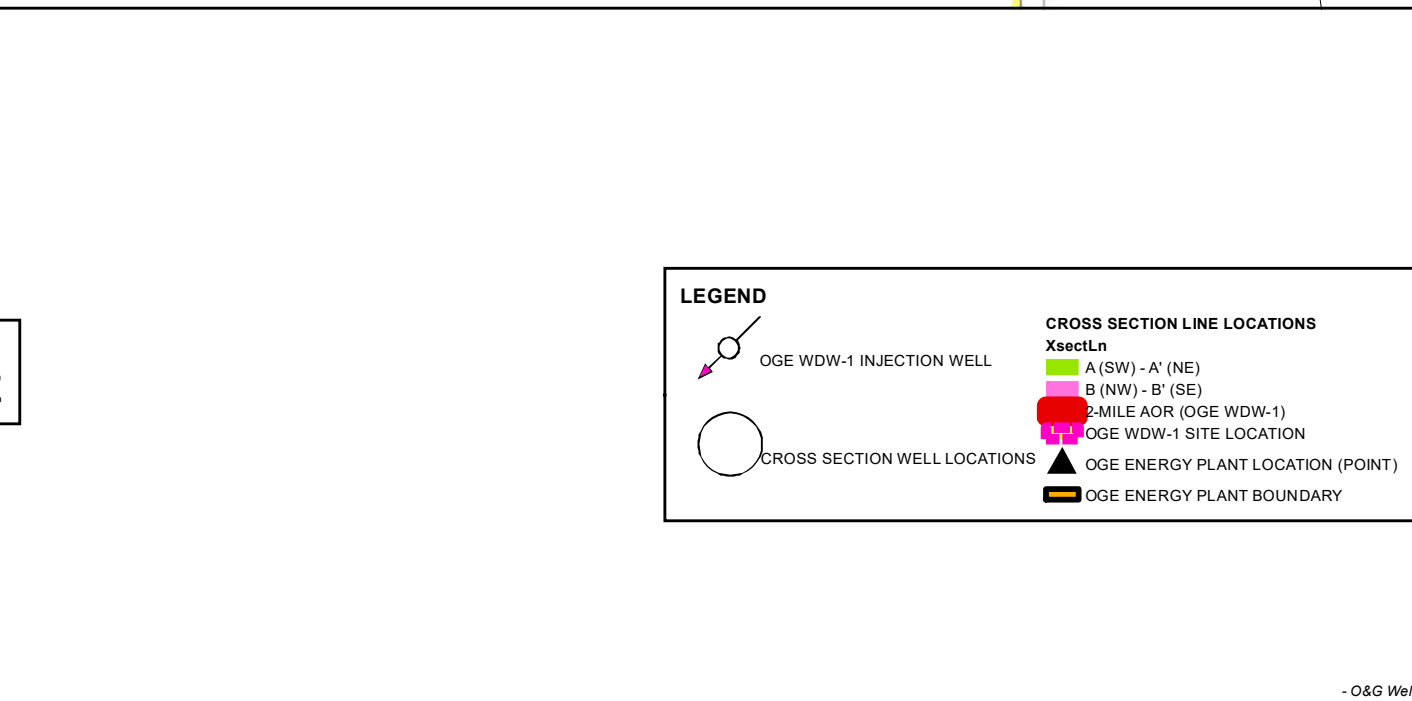 LEGEND
OGE WDW-1 INJECTION WELL
CROSS SECTION WELL LOCATIONS
CROSS SECTION LINE LOCATIONS
XsectLn
A (SW) - A' (NE)
B (NW) - B' (SE)
2-MILE AOR (OGE WDW-1)
OGE WDW-1 SITE LOCATION
OGE ENERGY PLANT LOCATION (POINT)
OGE ENERGY PLANT BOUNDARY
- O&G Wel